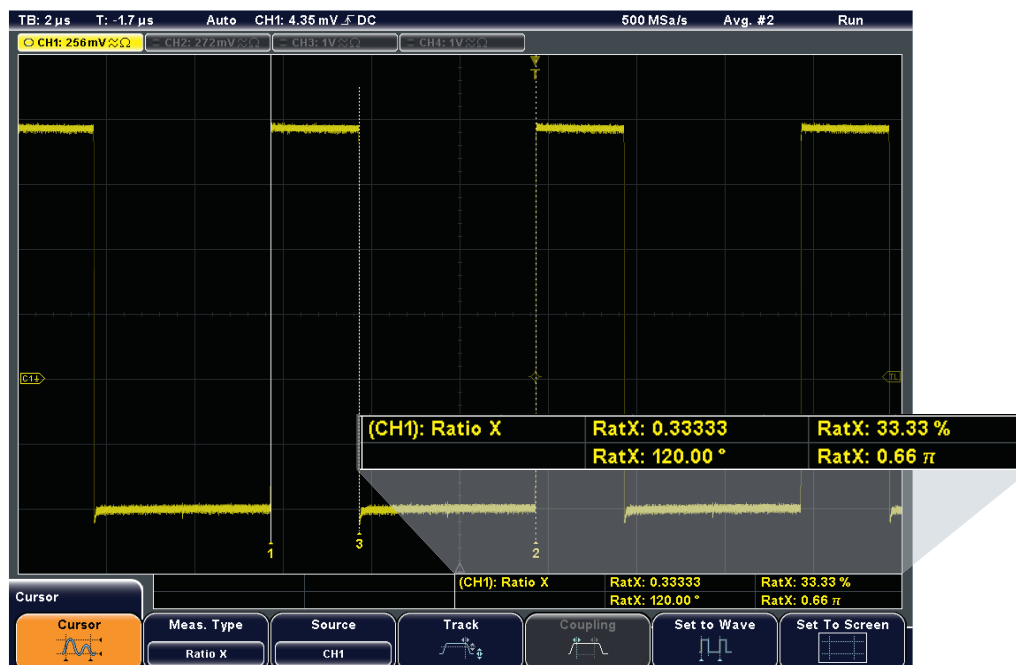 TB: 2 µs T: -1.7 µs Auto CH1: 4.35 mV DC 500 MSa/s Avg. #2 Run
CH1: 256mV CH2: 272mV CH3: 1V CH4: 1V
T
C1
TL
(CH1): Ratio X RatX: 0.33333 RatX: 33.33 %
RatX: 120.00 ° RatX: 0.66 π
1 3 2
(CH1): Ratio X RatX: 0.33333 RatX: 33.33 %
RatX: 120.00 ° RatX: 0.66 π
Cursor
Cursor Meas. Type Source Track Coupling Set to Wave Set To Screen
Ratio X CH1